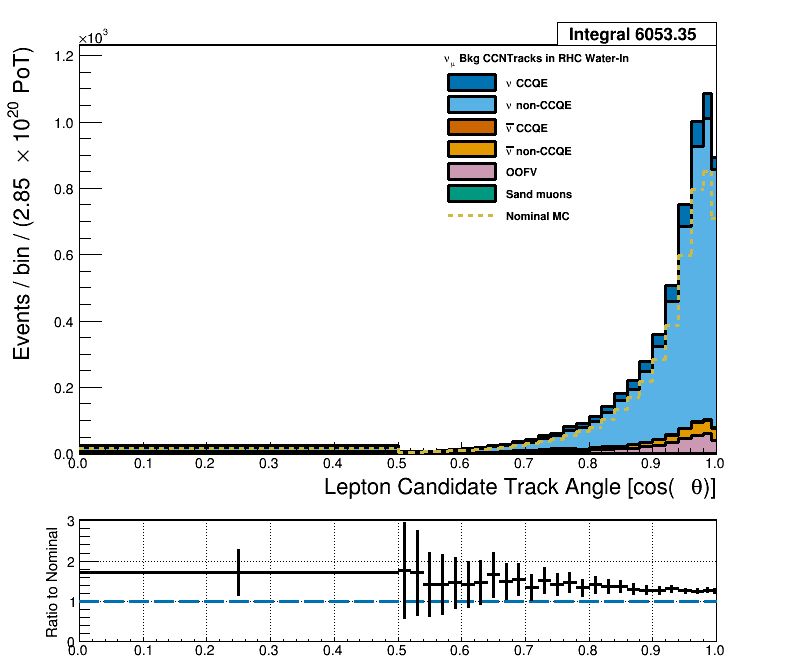 Integral 6053.35
×10³
Events / bin / (2.85 × 10²⁰ PoT)
1.2
1.0
0.8
0.6
0.4
0.2
0.0
ν_μ Bkg CCNTracks in RHC Water-In
ν CCQE
ν non-CCQE
ν̅ CCQE
ν̅ non-CCQE
OOFV
Sand muons
Nominal MC
0.0 0.1 0.2 0.3 0.4 0.5 0.6 0.7 0.8 0.9 1.0
Lepton Candidate Track Angle [cos( θ)]
Ratio to Nominal
3
2
1
0
0.0 0.1 0.2 0.3 0.4 0.5 0.6 0.7 0.8 0.9 1.0